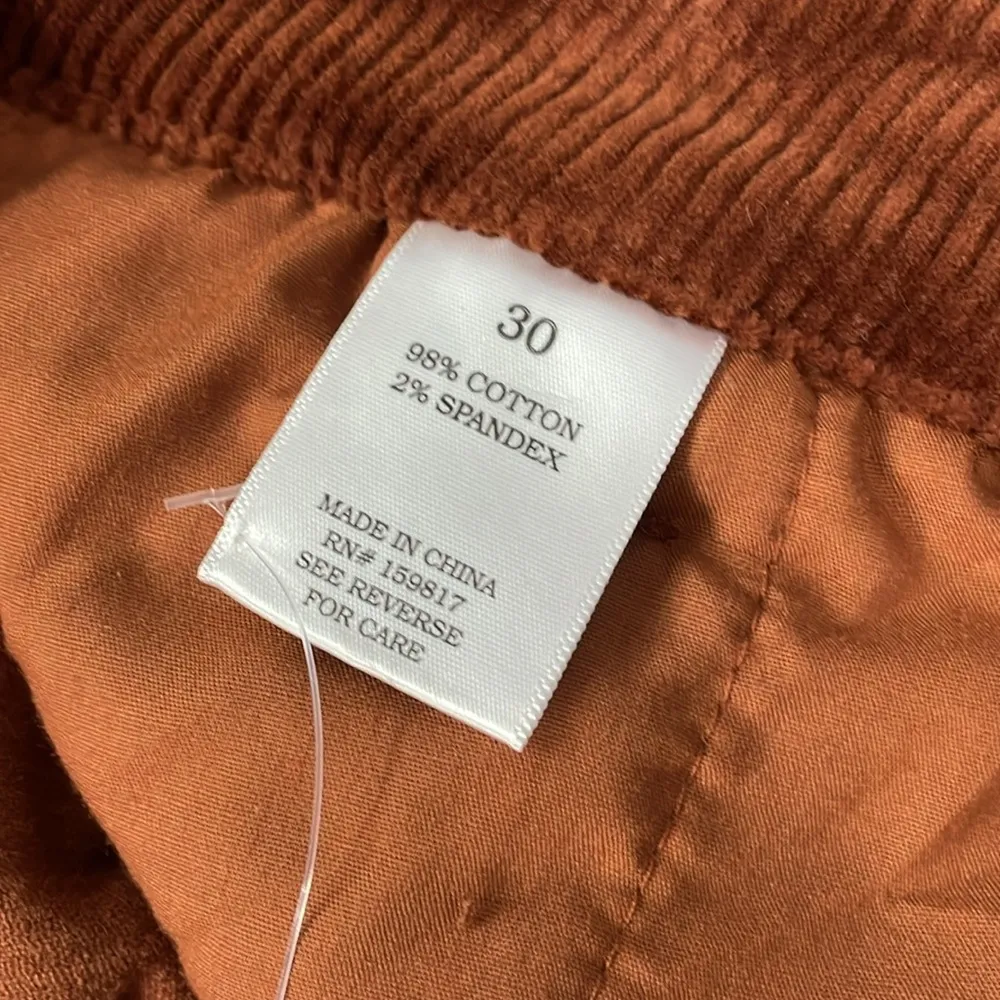 30
98% COTTON
2% SPANDEX
MADE IN CHINA
RN# 159817
SEE REVERSE
FOR CARE